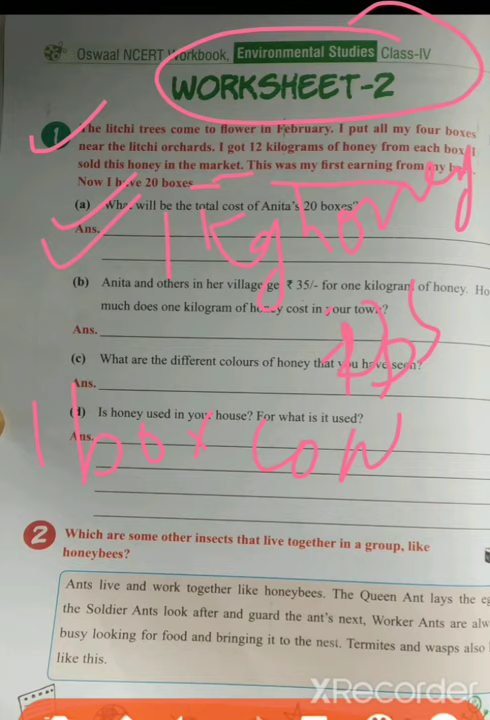 Oswaal NCERT Workbook, Environmental Studies Class-IV
WORKSHEET-2
1 The litchi trees come to flower in February. I put all my four boxes
near the litchi orchards. I got 12 kilograms of honey from each box. I
sold this honey in the market. This was my first earning from my
Now I have 20 boxes
(a) What will be the total cost of Anita's 20 boxes?
Ans.
1 kg honey
(b) Anita and others in her village get ₹ 35/- for one kilogram of honey. Ho
much does one kilogram of honey cost in your town?
Ans.
(c) What are the different colours of honey that you have seen?
Ans.
(d) Is honey used in your house? For what is it used?
Ans.
1 box
2 Which are some other insects that live together in a group, like
honeybees?
Ants live and work together like honeybees. The Queen Ant lays the eg
the Soldier Ants look after and guard the ant's next, Worker Ants are alw
busy looking for food and bringing it to the nest. Termites and wasps also
like this.
XRecorder